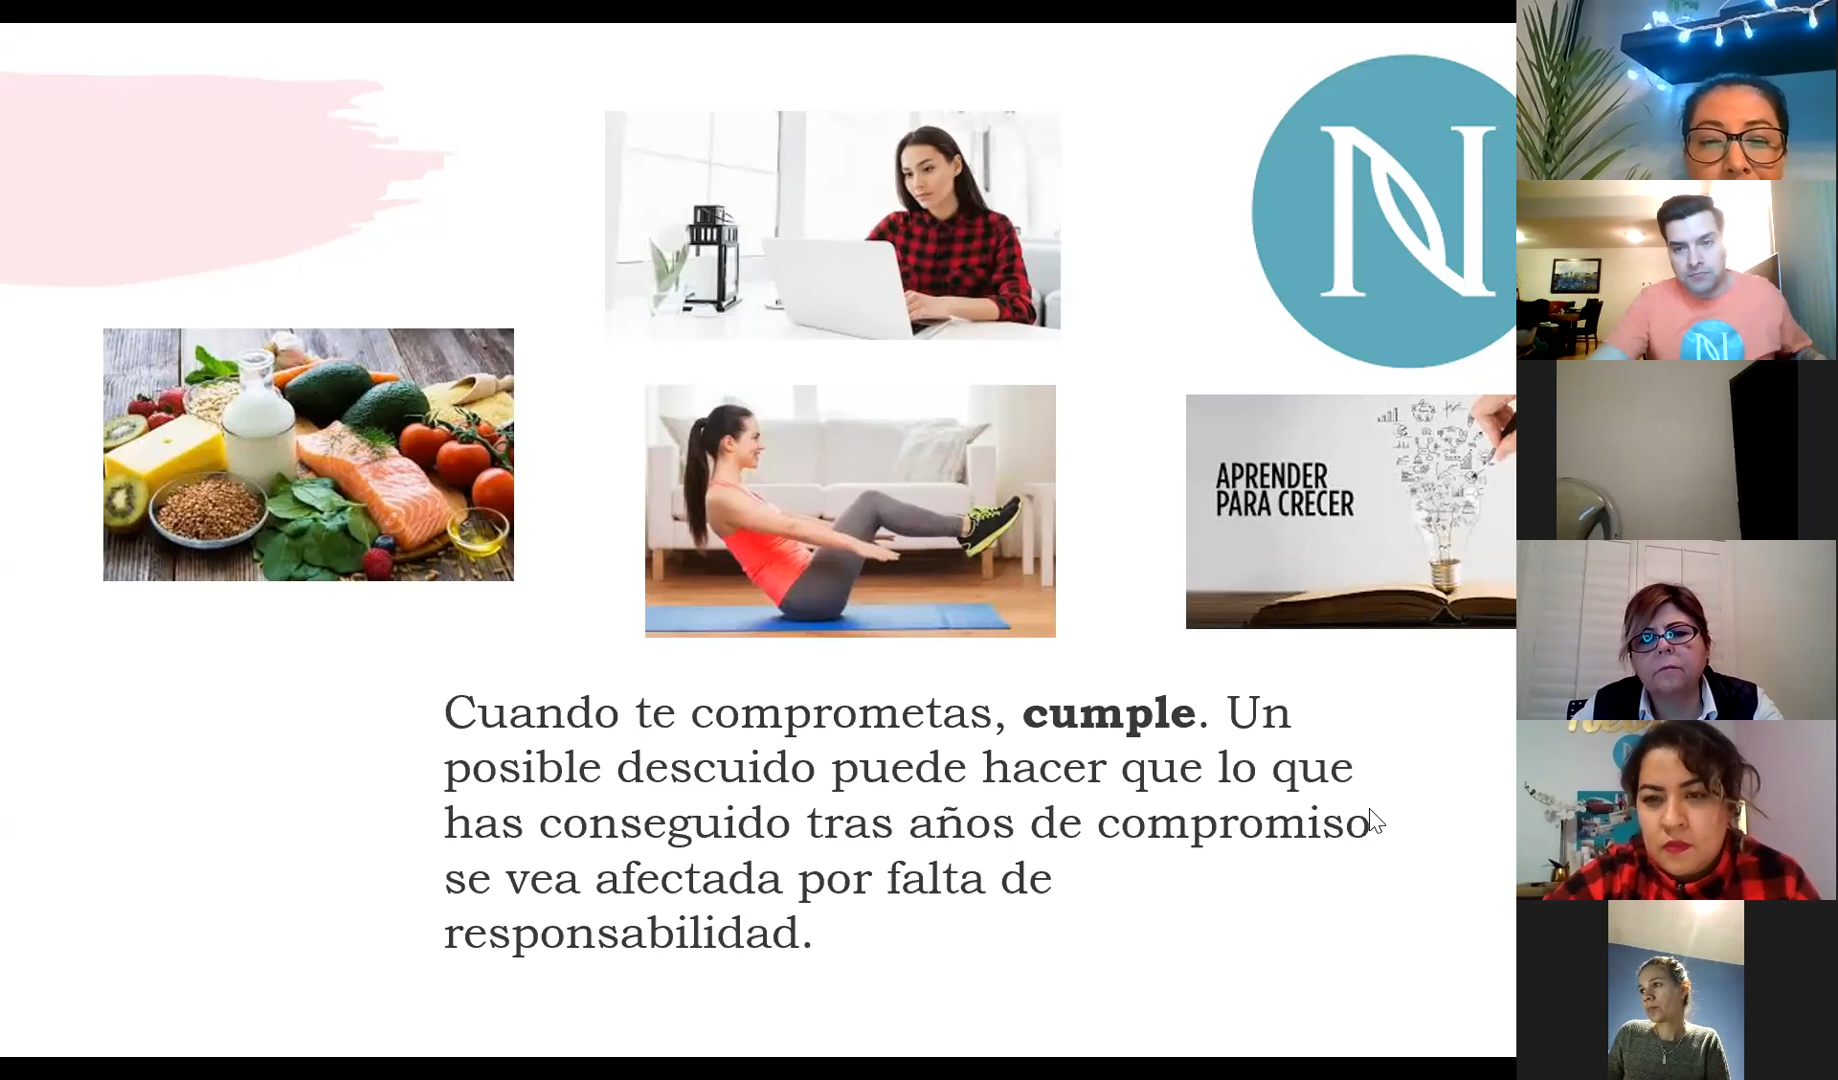 N
APRENDER
PARA CRECER
N
Cuando te comprometas, cumple. Un
posible descuido puede hacer que lo que
has conseguido tras años de compromiso
se vea afectada por falta de
responsabilidad.